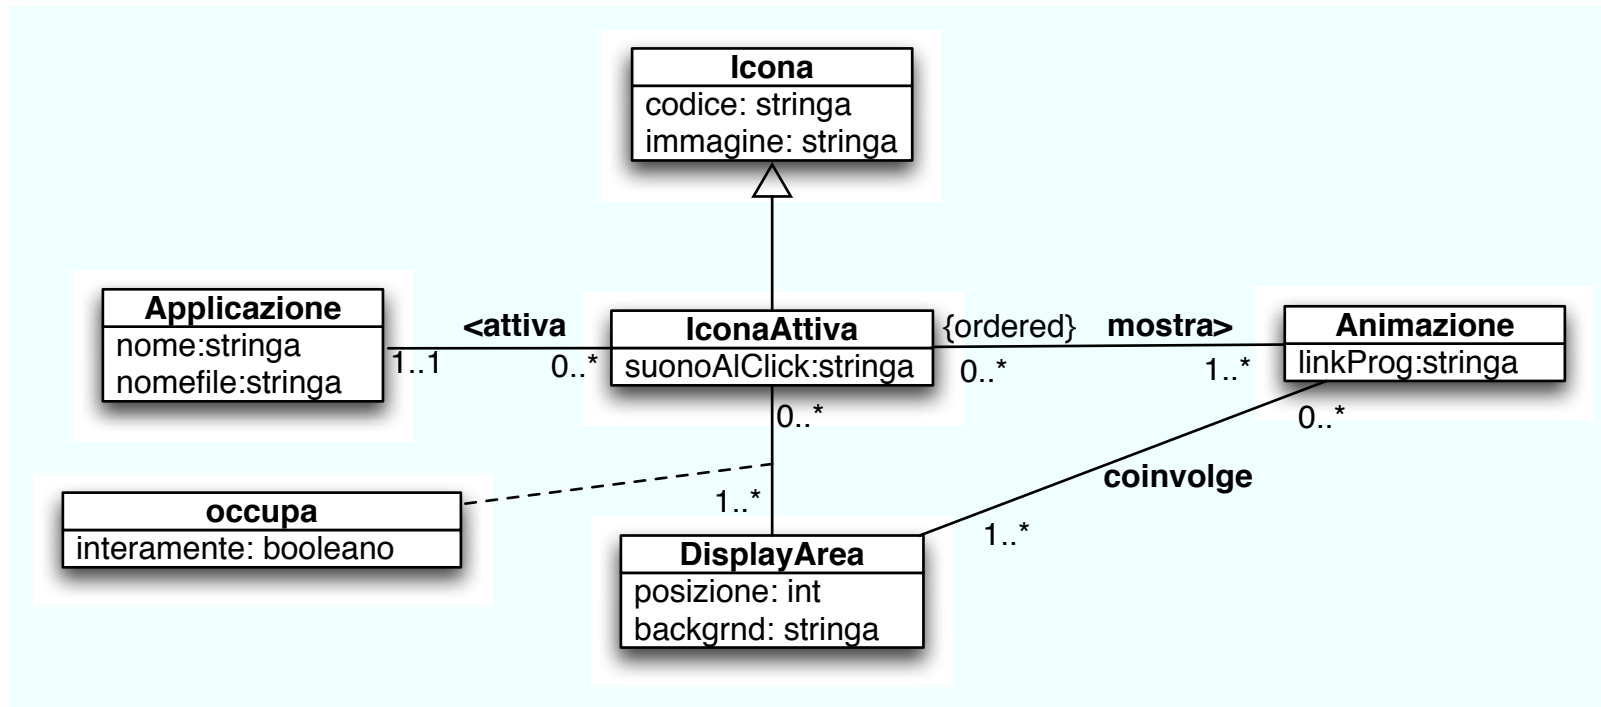 Icona
codice: stringa
immagine: stringa
Applicazione
nome:stringa
nomefile:stringa
<attiva
1..1
0..*
IconaAttiva
suonoAlClick:stringa
{ordered}
mostra>
0..*
1..*
Animazione
linkProg:stringa
0..*
0..*
coinvolge
occupa
interamente: booleano
1..*
1..*
DisplayArea
posizione: int
backgrnd: stringa